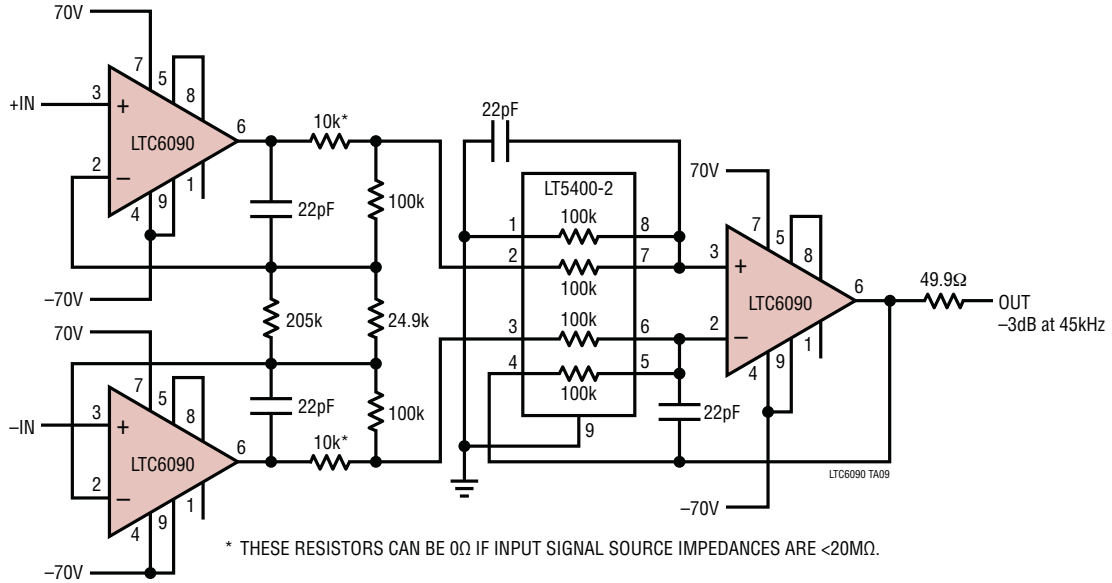 70V
7
5
8
+IN
3
+
LTC6090
6
10k*
2
–
1
4
9
22pF
100k
–70V
205k
24.9k
70V
7
5
8
22pF
100k
–IN
3
+
LTC6090
6
10k*
2
–
1
4
9
–70V
22pF
LT5400-2
1
100k
8
2
100k
7
3
100k
6
4
100k
5
9
22pF
70V
7
5
8
3
+
LTC6090
6
2
–
1
4
9
–70V
49.9Ω
OUT
–3dB at 45kHz
LTC6090 TA09
* THESE RESISTORS CAN BE 0Ω IF INPUT SIGNAL SOURCE IMPEDANCES ARE <20MΩ.